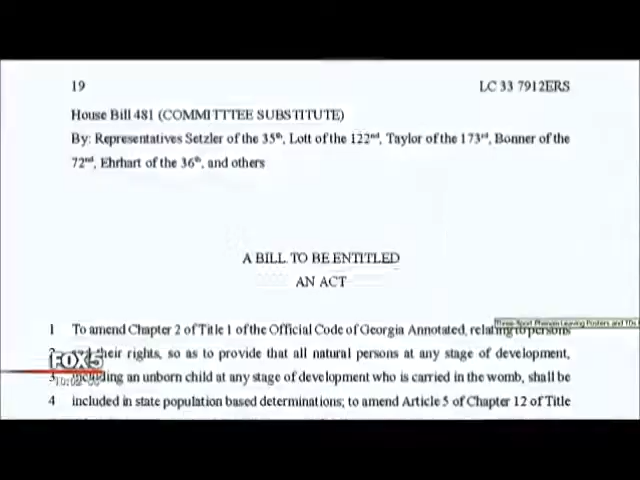 19 LC 33 7912ERS
House Bill 481 (COMMITTEE SUBSTITUTE)
By: Representatives Setzler of the 35th, Lott of the 122nd, Taylor of the 173rd, Bonner of the
72nd, Ehrhart of the 36th, and others
A BILL TO BE ENTITLED
AN ACT
1 To amend Chapter 2 of Title 1 of the Official Code of Georgia Annotated, relating to persons
their rights, so as to provide that all natural persons at any stage of development,
3 including an unborn child at any stage of development who is carried in the womb, shall be
4 included in state population based determinations; to amend Article 5 of Chapter 12 of Title
FOX5